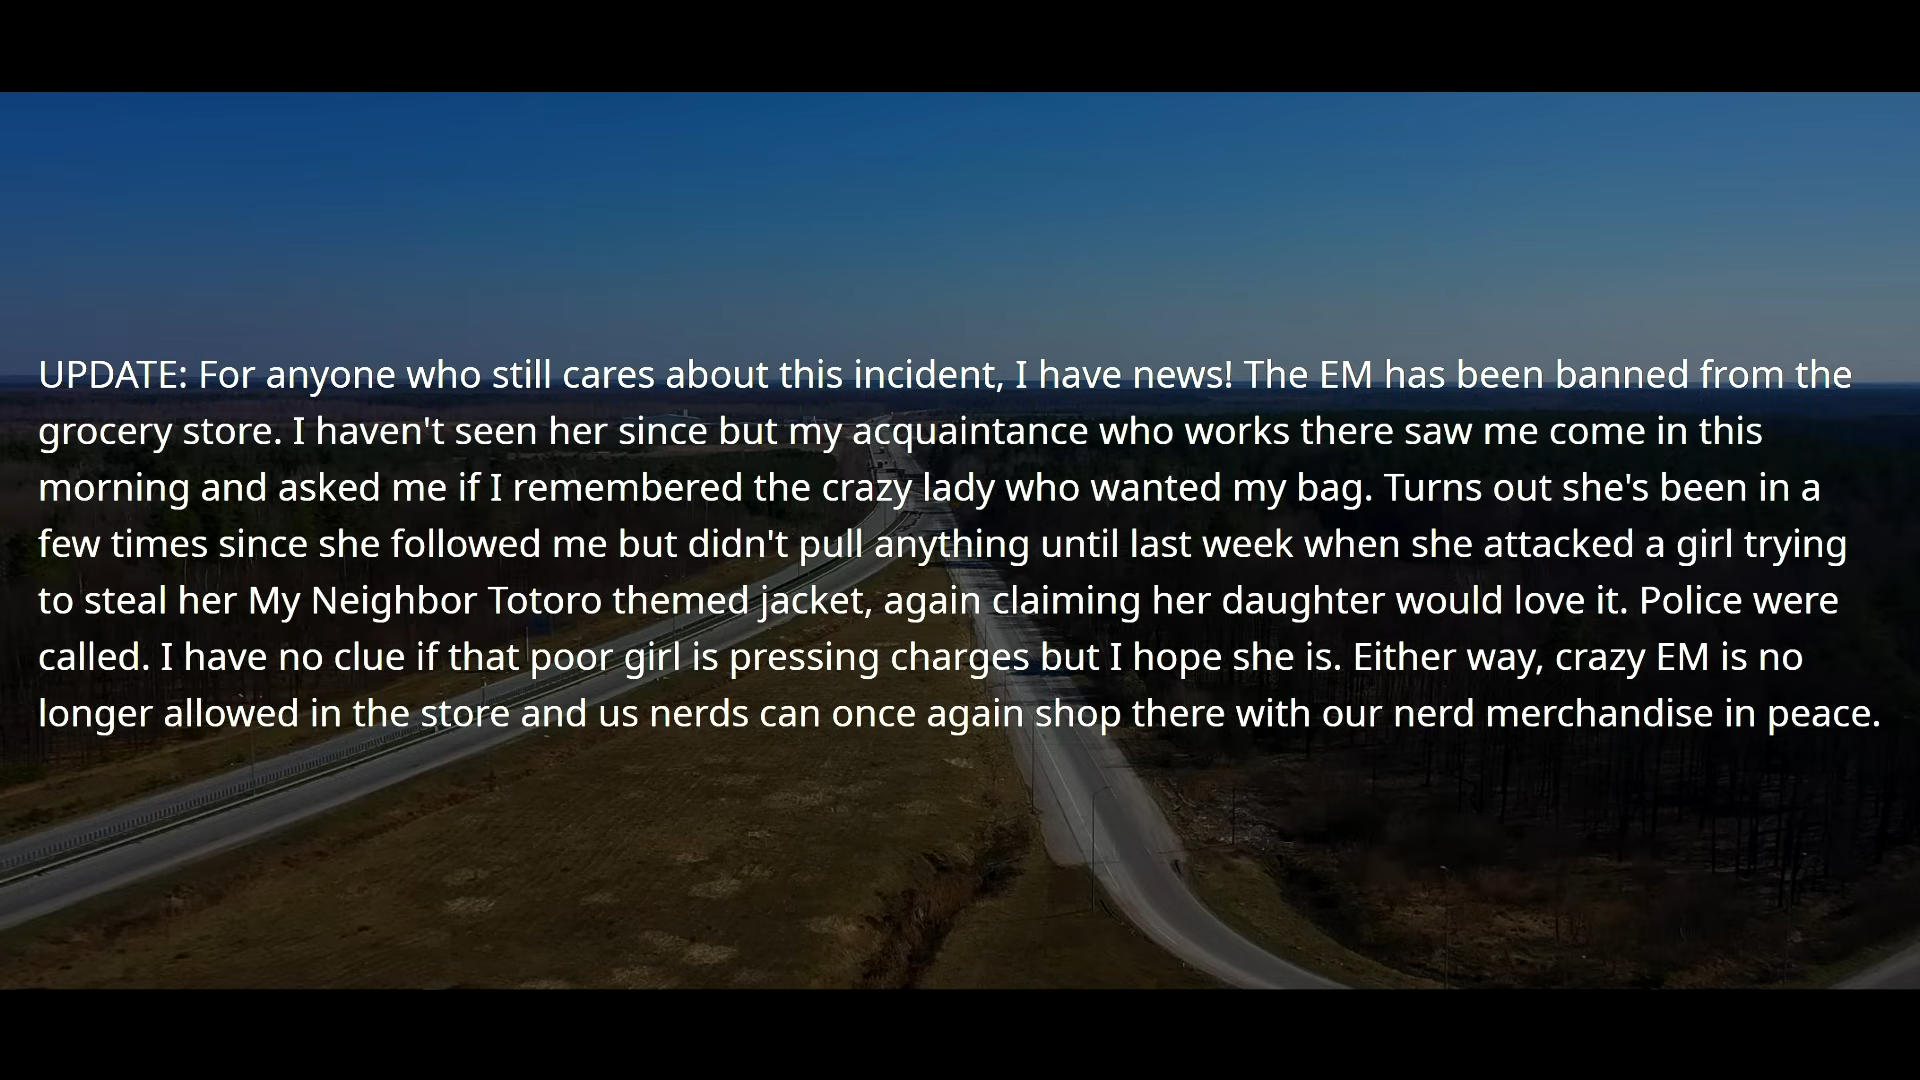 UPDATE: For anyone who still cares about this incident, I have news! The EM has been banned from the
grocery store. I haven't seen her since but my acquaintance who works there saw me come in this
morning and asked me if I remembered the crazy lady who wanted my bag. Turns out she's been in a
few times since she followed me but didn't pull anything until last week when she attacked a girl trying
to steal her My Neighbor Totoro themed jacket, again claiming her daughter would love it. Police were
called. I have no clue if that poor girl is pressing charges but I hope she is. Either way, crazy EM is no
longer allowed in the store and us nerds can once again shop there with our nerd merchandise in peace.